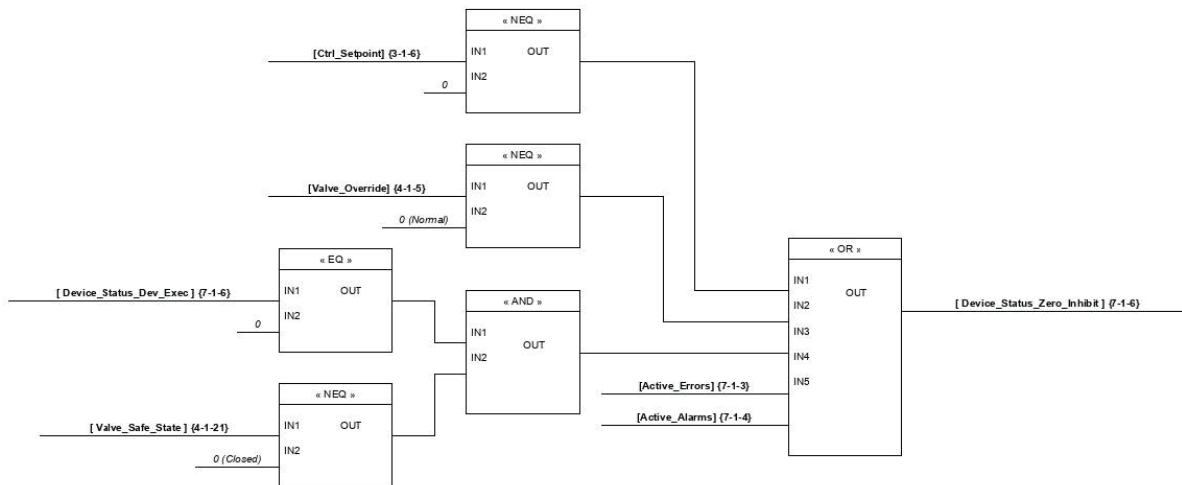 « NEQ »
[Ctrl_Setpoint] {3-1-6}
IN1
OUT
IN2
0
« NEQ »
[Valve_Override] {4-1-5}
IN1
OUT
IN2
0 (Normal)
« EQ »
[ Device_Status_Dev_Exec ] {7-1-6}
IN1
OUT
IN2
0
« AND »
IN1
OUT
IN2
« NEQ »
[ Valve_Safe_State ] {4-1-21}
IN1
OUT
IN2
0 (Closed)
« OR »
IN1
OUT
IN2
IN3
IN4
IN5
[Active_Errors] {7-1-3}
[Active_Alarms] {7-1-4}
[ Device_Status_Zero_Inhibit ] {7-1-6}